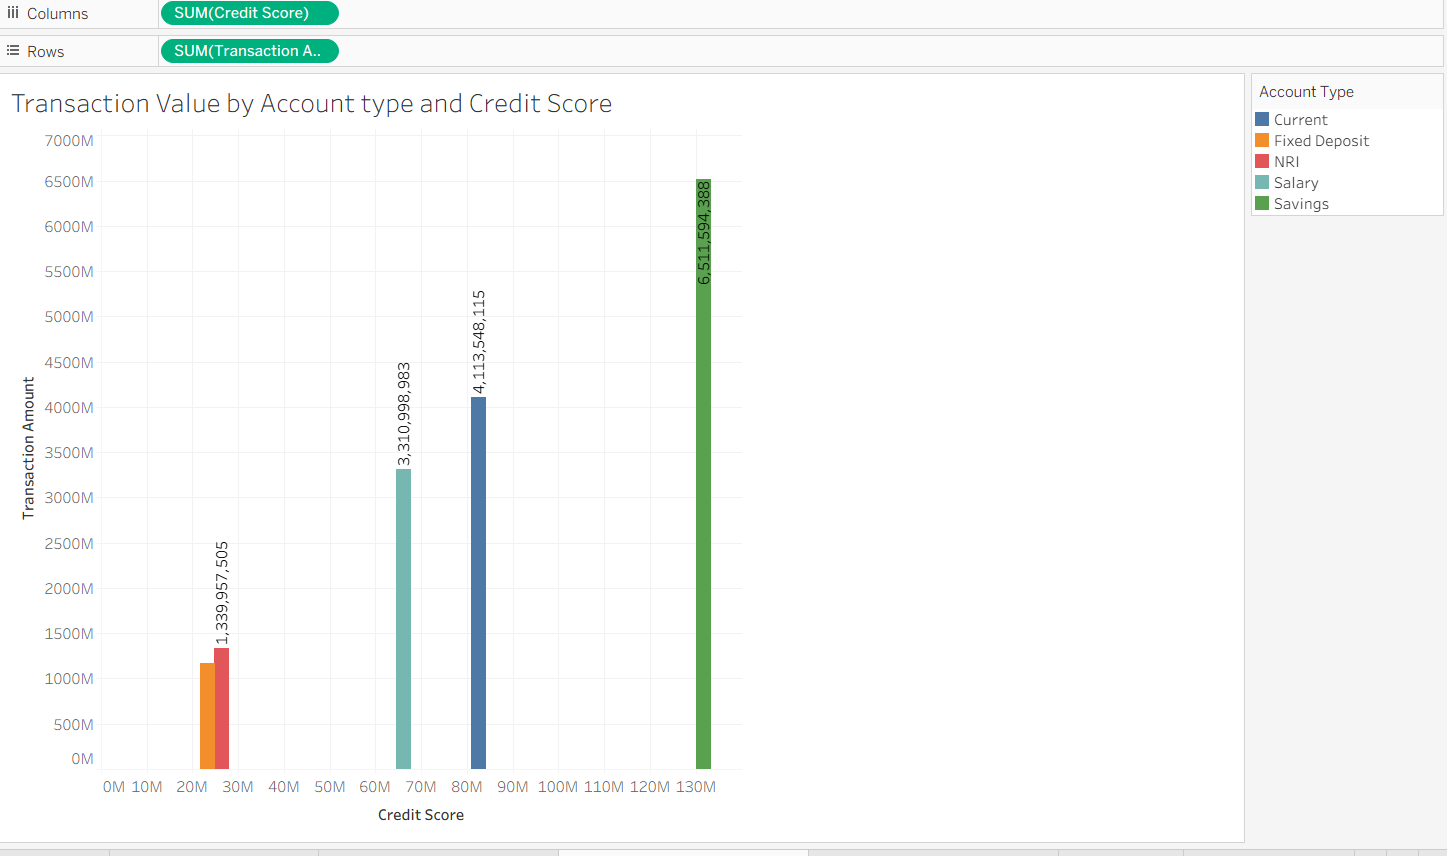 Columns
SUM(Credit Score)
Rows
SUM(Transaction A..
Transaction Value by Account type and Credit Score
Account Type
Current
Fixed Deposit
NRI
Salary
Savings
7000M
6500M
6000M
5500M
5000M
4500M
4000M
3500M
3000M
2500M
2000M
1500M
1000M
500M
0M
Transaction Amount
1,339,957,505
3,310,998,983
4,113,548,115
6,511,594,388
0M 10M 20M 30M 40M 50M 60M 70M 80M 90M 100M 110M 120M 130M
Credit Score